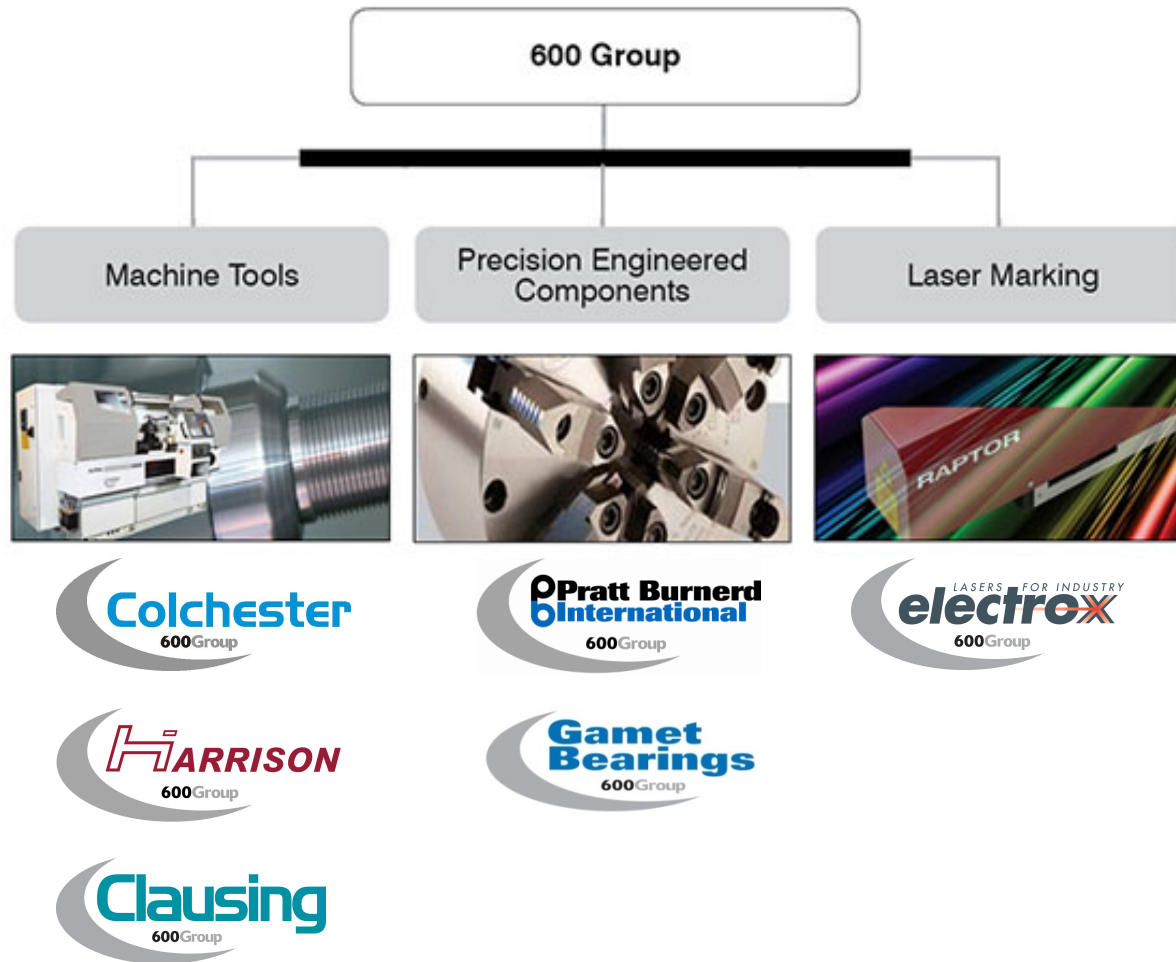 600 Group
Machine Tools
Precision Engineered
Components
Laser Marking
RAPTOR
Colchester
600Group
Pratt Burnerd
International
600Group
LASERS FOR INDUSTRY
electrox
600Group
HARRISON
600Group
Gamet
Bearings
600Group
Clausing
600Group